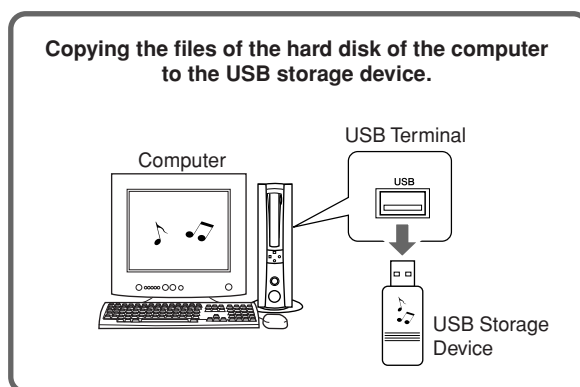 Copying the files of the hard disk of the computer
to the USB storage device.
USB Terminal
Computer
USB
USB Storage
Device